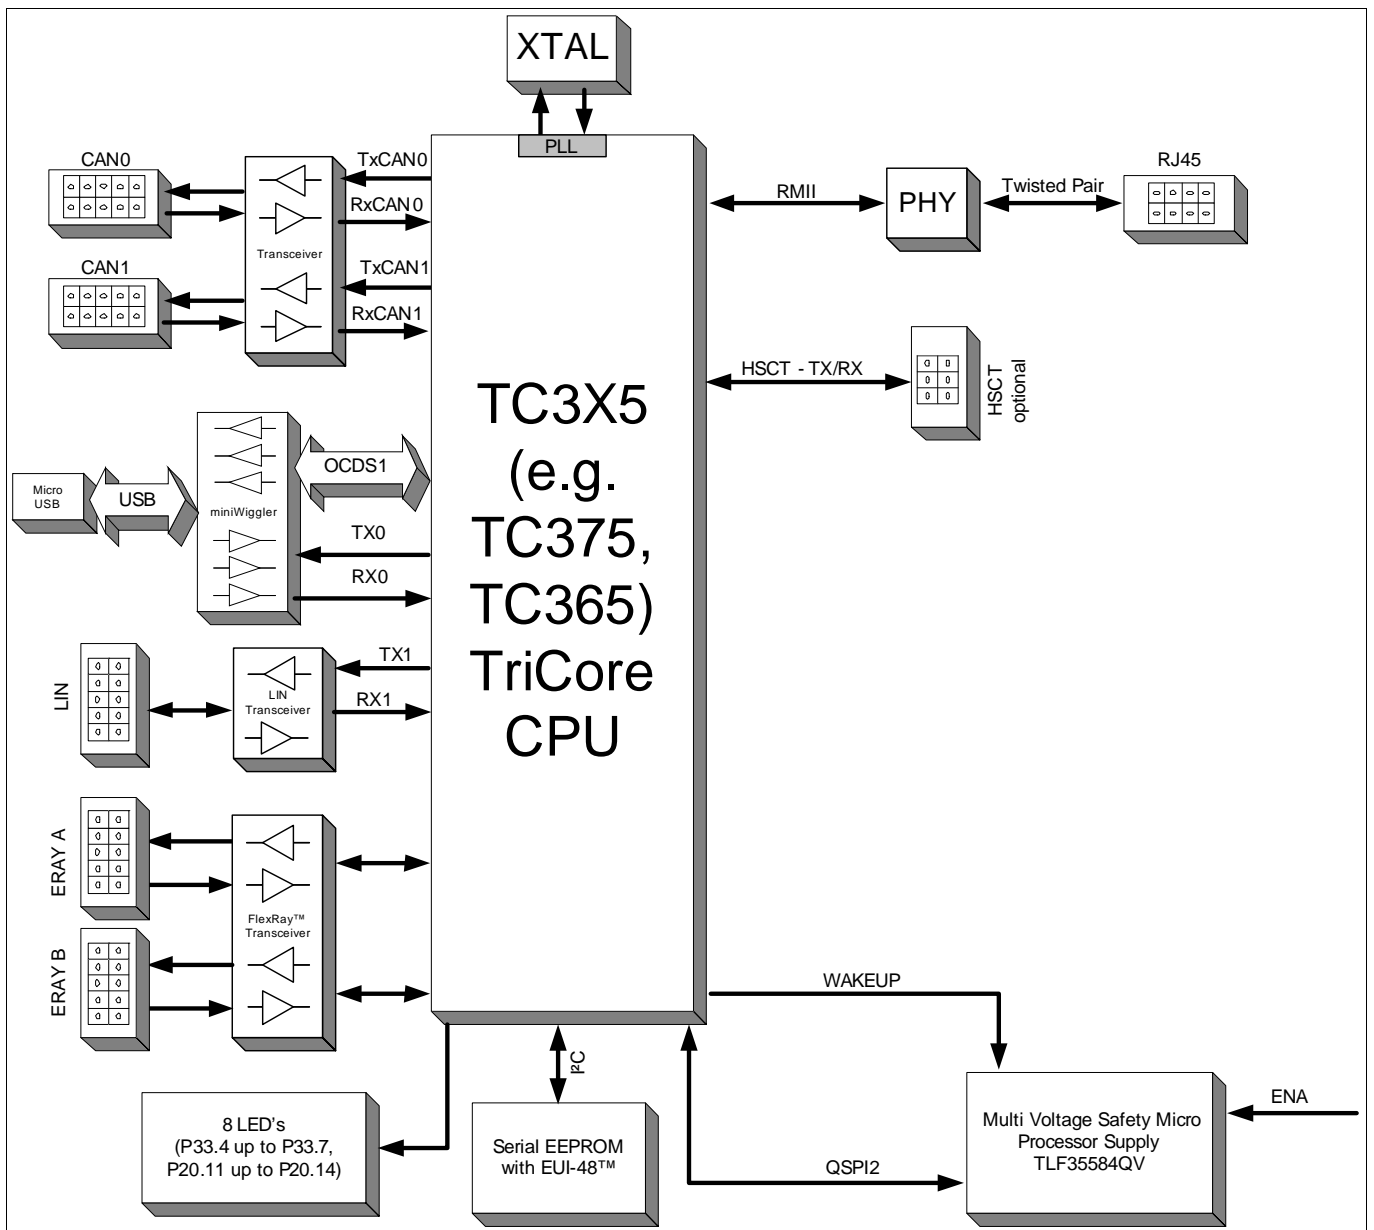 XTAL
PLL
CAN0
TxCAN0
RxCAN0
Transceiver
CAN1
TxCAN1
RxCAN1
RMII
PHY
Twisted Pair
RJ45
HSCT - TX/RX
HSCT
optional
TC3X5
(e.g.
TC375,
TC365)
TriCore
CPU
Micro
USB
USB
miniWiggler
OCDS1
TX0
RX0
LIN
LIN
Transceiver
TX1
RX1
ERAY A
FlexRay™
Transceiver
ERAY B
WAKEUP
I²C
8 LED's
(P33.4 up to P33.7,
P20.11 up to P20.14)
Serial EEPROM
with EUI-48™
QSPI2
Multi Voltage Safety Micro
Processor Supply
TLF35584QV
ENA